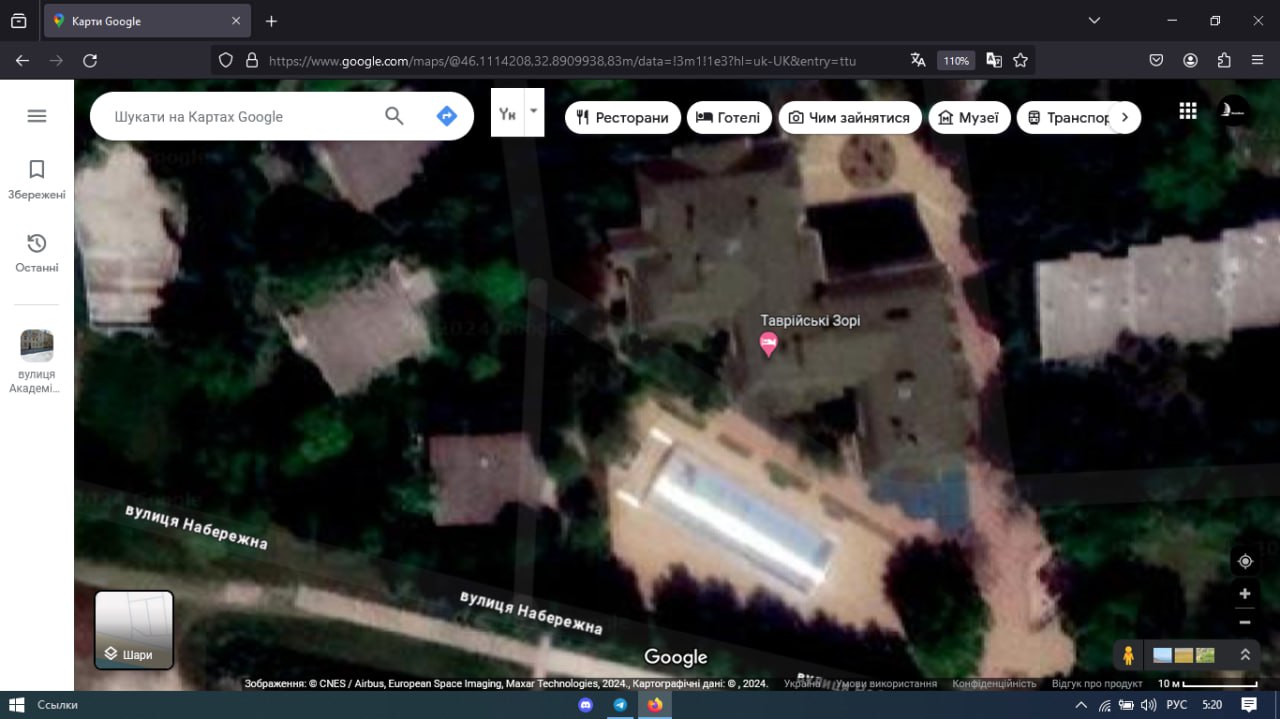 Карти Google
https://www.google.com/maps/@46.1114208,32.8909938,83m/data=!3m1!1e3?hl=uk-UK&entry=ttu
110%
Шукати на Картах Google
Ук
Ресторани
Готелі
Чим зайнятися
Музеї
Транспор
Збережені
Останні
вулиця
Академі...
Таврійські Зорі
вулиця Набережна
вулиця Набережна
Шари
Google
Зображення: © CNES / Airbus, European Space Imaging, Maxar Technologies, 2024., Картографічні дані: © , 2024.
Україна
Умови використання
Конфіденційність
Відгук про продукт
10 м
Ссылки
РУС
5:20